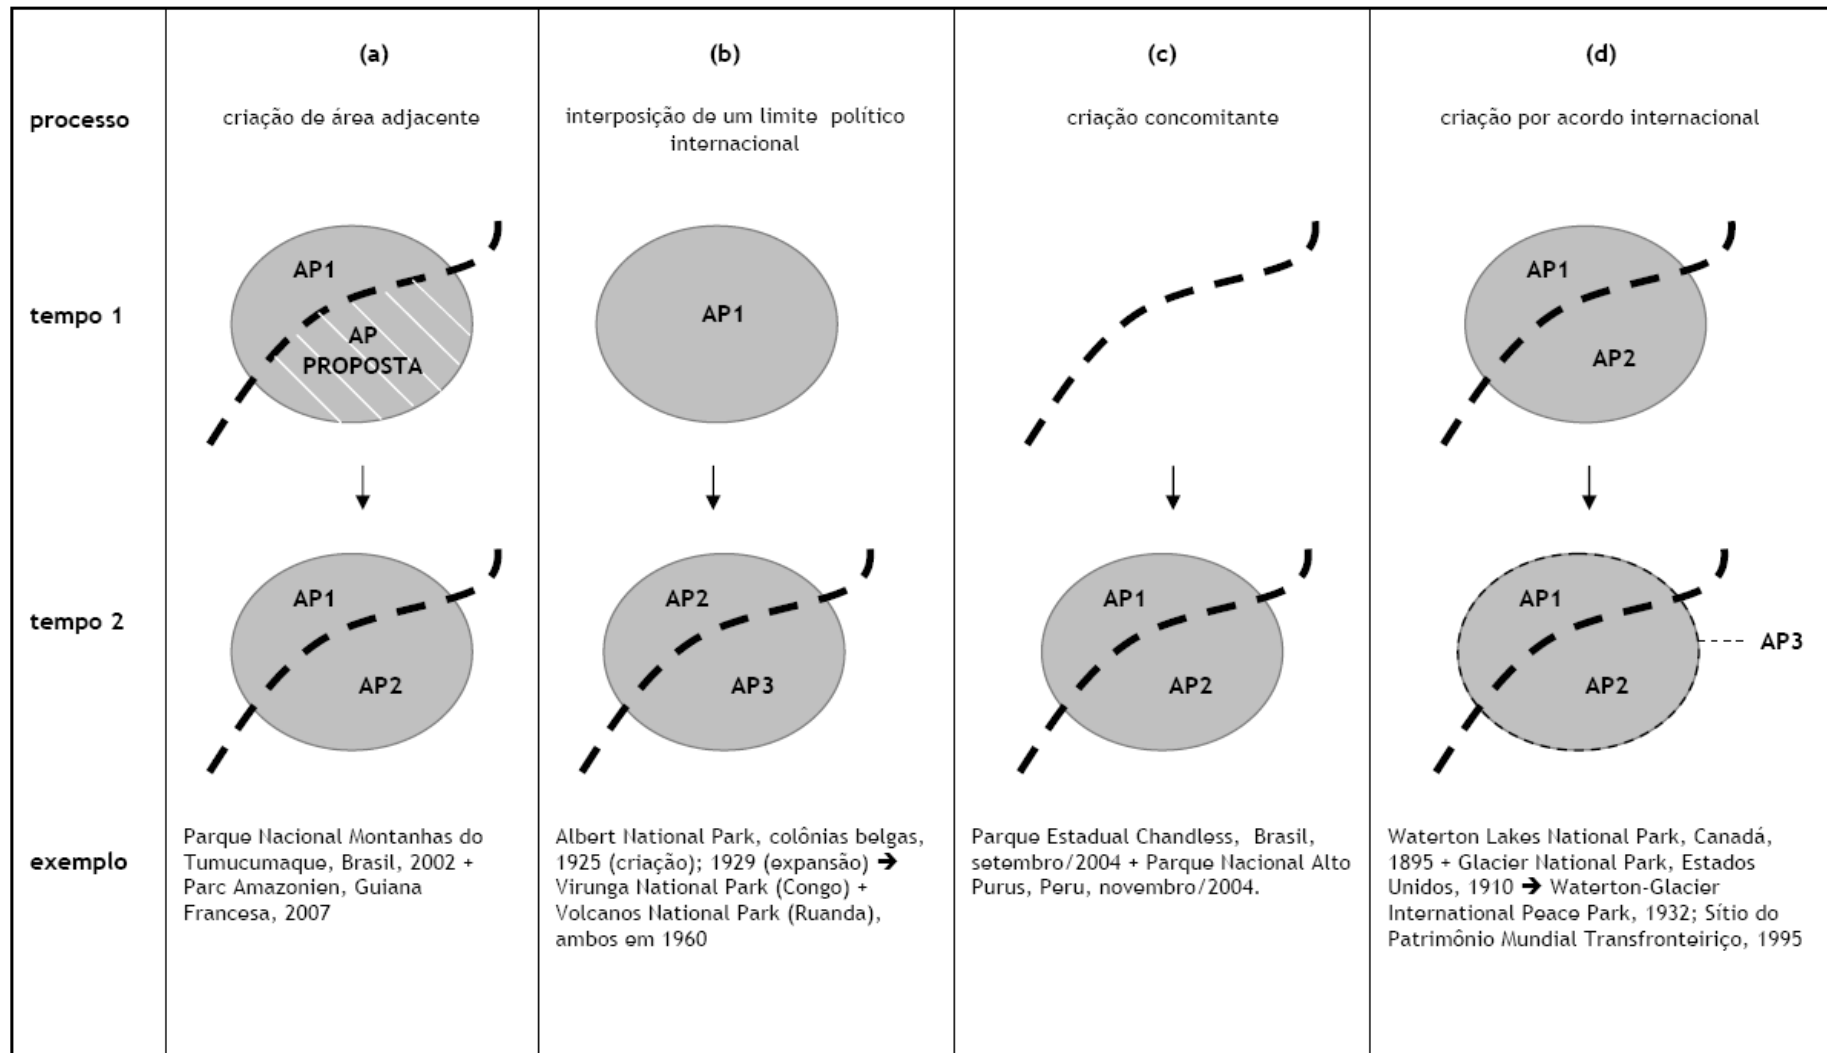 (a)
(b)
(c)
(d)
processo
criação de área adjacente
interposição de um limite político
internacional
criação concomitante
criação por acordo internacional
tempo 1
AP1
AP
PROPOSTA
AP1
AP1
AP2
tempo 2
AP1
AP2
AP2
AP3
AP1
AP2
AP1
AP2
AP3
exemplo
Parque Nacional Montanhas do
Tumucumaque, Brasil, 2002 +
Parc Amazonien, Guiana
Francesa, 2007
Albert National Park, colônias belgas,
1925 (criação); 1929 (expansão) ➔
Virunga National Park (Congo) +
Volcanos National Park (Ruanda),
ambos em 1960
Parque Estadual Chandless, Brasil,
setembro/2004 + Parque Nacional Alto
Purus, Peru, novembro/2004.
Waterton Lakes National Park, Canadá,
1895 + Glacier National Park, Estados
Unidos, 1910 ➔ Waterton-Glacier
International Peace Park, 1932; Sítio do
Patrimônio Mundial Transfronteiriço, 1995